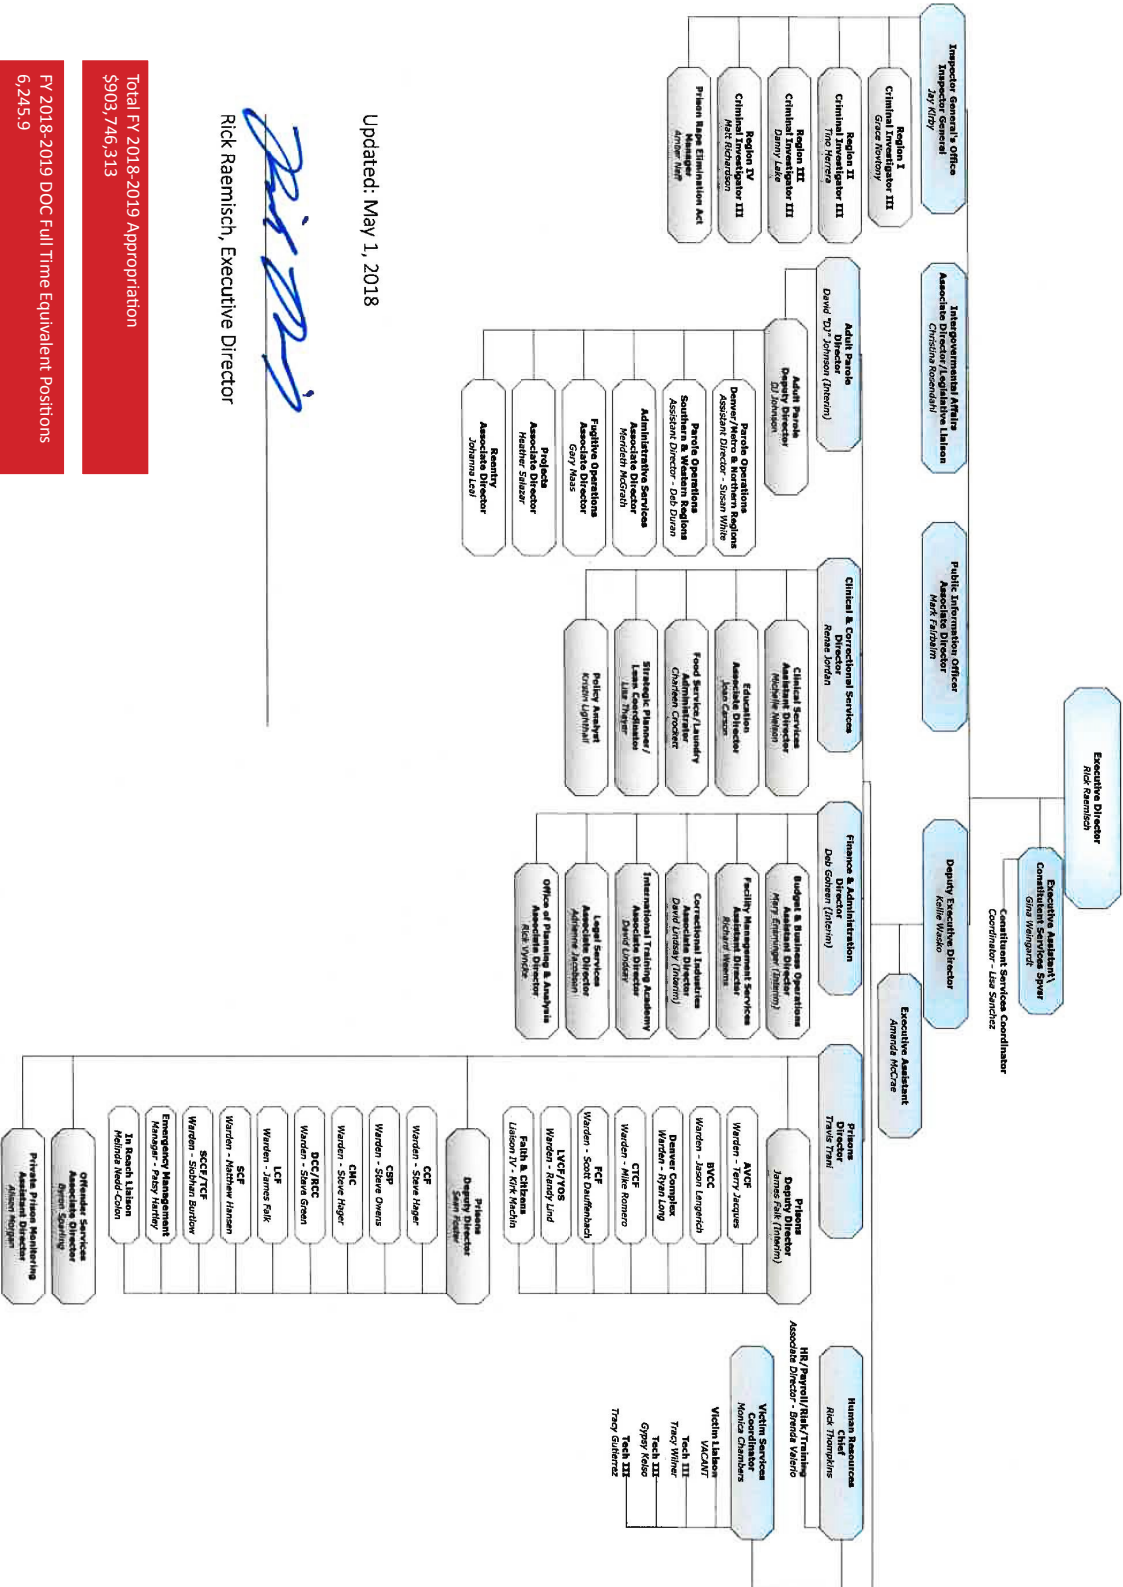 Executive Director
Rick Raemisch
Executive Assistant\
Constituent Services Spvsr
Gina Weingardt
Constituent Services Coordinator
Coordinator - Lisa Sanchez
Inspector General's Office
Inspector General
Jay Kirby
Intergovernmental Affairs
Associate Director/Legislative Liaison
Christina Rosendahl
Public Information Officer
Associate Director
Mark Fairbairn
Deputy Executive Director
Kellie Wasko
Executive Assistant
Amanda McCrae
Region I
Criminal Investigator III
Grace Novtony
Region II
Criminal Investigator III
Tino Herrera
Region III
Criminal Investigator III
Danny Lake
Region IV
Criminal Investigator III
Matt Richardson
Prison Rape Elimination Act
Manager
Amber Neff
Adult Parole
Director
David "DJ" Johnson (Interim)
Adult Parole
Deputy Director
DJ Johnson
Parole Operations
Denver/Metro & Northern Regions
Assistant Director - Susan White
Parole Operations
Southern & Western Regions
Assistant Director - Deb Duran
Administrative Services
Associate Director
Merideth McGrath
Fugitive Operations
Associate Director
Gary Maas
Projects
Associate Director
Heather Salazar
Reentry
Associate Director
Johanna Leal
Clinical & Correctional Services
Director
Renae Jordan
Clinical Services
Assistant Director
Michelle Nelson
Education
Associate Director
Joan Carson
Food Service/Laundry
Administrator
Charleen Crockett
Strategic Planner/
Lean Coordinator
Lisa Thayer
Policy Analyst
Kristin Lighthall
Finance & Administration
Director
Deb Goheen (Interim)
Budget & Business Operations
Assistant Director
Mary (Interim)
Facility Management Services
Assistant Director
Richard Weems
Correctional Industries
Associate Director
David Lindsay (Interim)
International Training Academy
Associate Director
David Lindsay
Legal Services
Associate Director
Adrienne Jacobson
Office of Planning & Analysis
Associate Director
Rick Vyncke
Prisons
Director
Travis Trani
Prisons
Deputy Director
James Falk (Interim)
AVCF
Warden - Terry Jacques
BVCC
Warden - Jason Lengerich
Denver Complex
Warden - Ryan Long
CTCF
Warden - Mike Romero
FCF
Warden - Scott Dauffenbach
LVCF/YOS
Warden - Randy Lind
Faith & Citizens
Liaison IV - Kirk Machin
Prisons
Deputy Director
Sean Foster
CCF
Warden - Steve Hager
CSP
Warden - Steve Owens
CMC
Warden - Steve Hager
DCC/RCC
Warden - Steve Green
LCF
Warden - James Falk
SCF
Warden - Matthew Hansen
SCCF/TCF
Warden - Siobhan Burtlow
Emergency Management
Manager - Patsy Hartley
In Reach Liaison
Melinda Nedd-Colon
Offender Services
Associate Director
Byron Sparling
Private Prison Monitoring
Assistant Director
Alison Morgan
Human Resources
Chief
Rick Thompkins
HR/Payroll/Risk/Training
Associate Director - Brenda Valerio
Victim Services
Coordinator
Monica Chambers
Victim Liaison
VACANT
Tech III
Tracy Wilner
Tech III
Gypsy Kelso
Tech III
Tracy Gutierrez
Updated: May 1, 2018
Rick Raemisch, Executive Director
Total FY 2018-2019 Appropriation
$903,746,313
FY 2018-2019 DOC Full Time Equivalent Positions
6,245.9